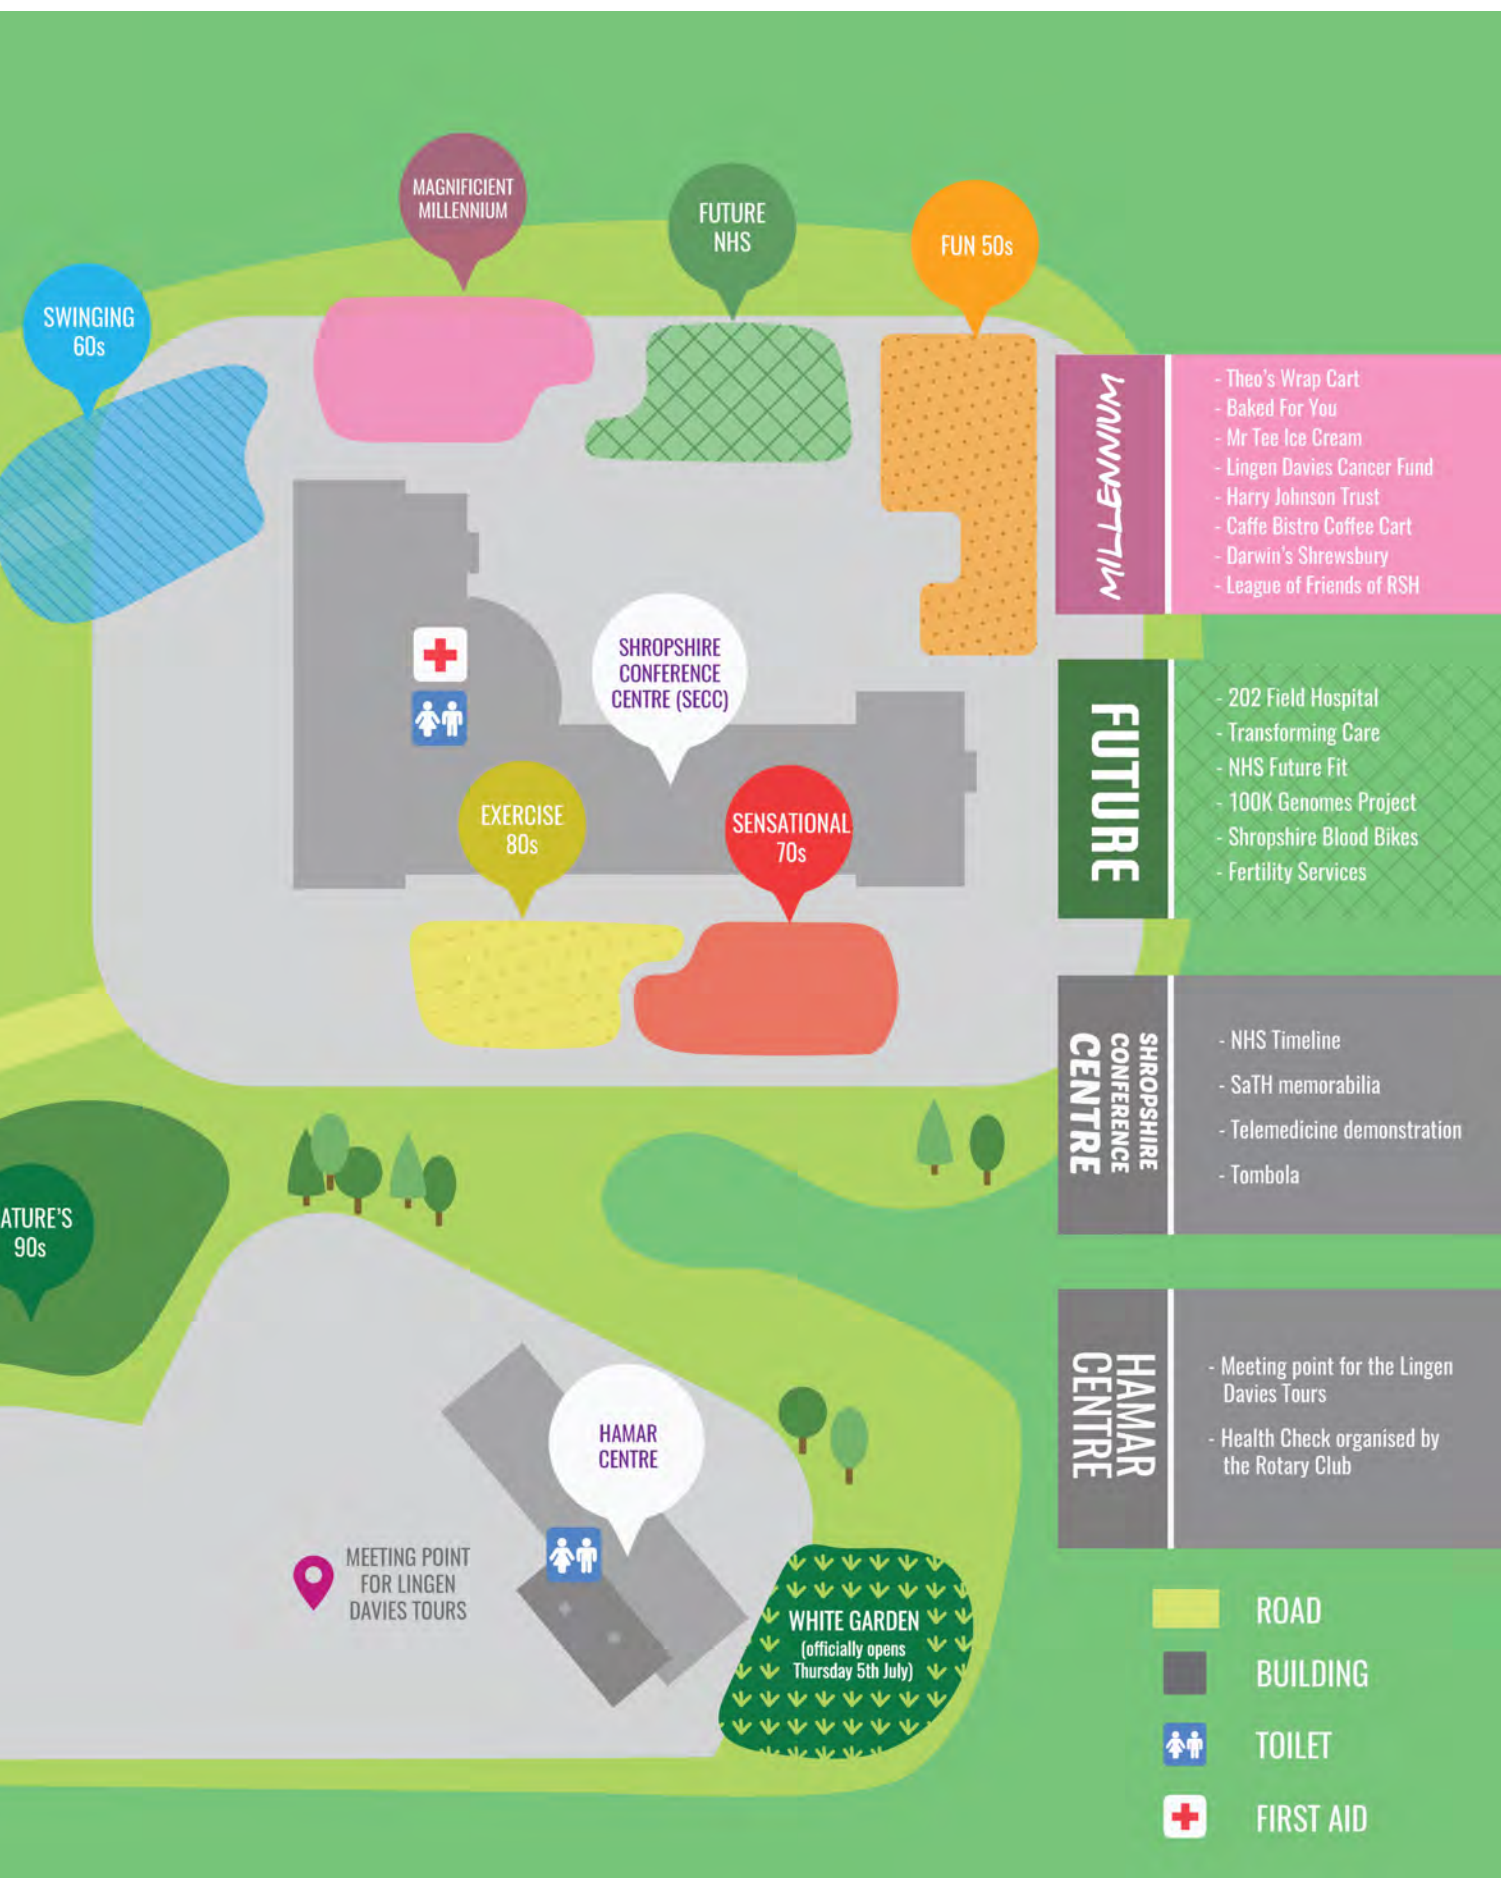 MAGNIFICIENT
MILLENNIUM
FUTURE
NHS
FUN 50s
SWINGING
60s
SHROPSHIRE
CONFERENCE
CENTRE (SECC)
EXERCISE
80s
SENSATIONAL
70s
ATURE'S
90s
HAMAR
CENTRE
MEETING POINT
FOR LINGEN
DAVIES TOURS
WHITE GARDEN
(officially opens
Thursday 5th July)
MILLENNIUM
- Theo's Wrap Cart
- Baked For You
- Mr Tee Ice Cream
- Lingen Davies Cancer Fund
- Harry Johnson Trust
- Caffe Bistro Coffee Cart
- Darwin's Shrewsbury
- League of Friends of RSH
FUTURE
- 202 Field Hospital
- Transforming Care
- NHS Future Fit
- 100K Genomes Project
- Shropshire Blood Bikes
- Fertility Services
SHROPSHIRE
CONFERENCE
CENTRE
- NHS Timeline
- SaTH memorabilia
- Telemedicine demonstration
- Tombola
HAMAR
CENTRE
- Meeting point for the Lingen
Davies Tours
- Health Check organised by
the Rotary Club
ROAD
BUILDING
TOILET
FIRST AID